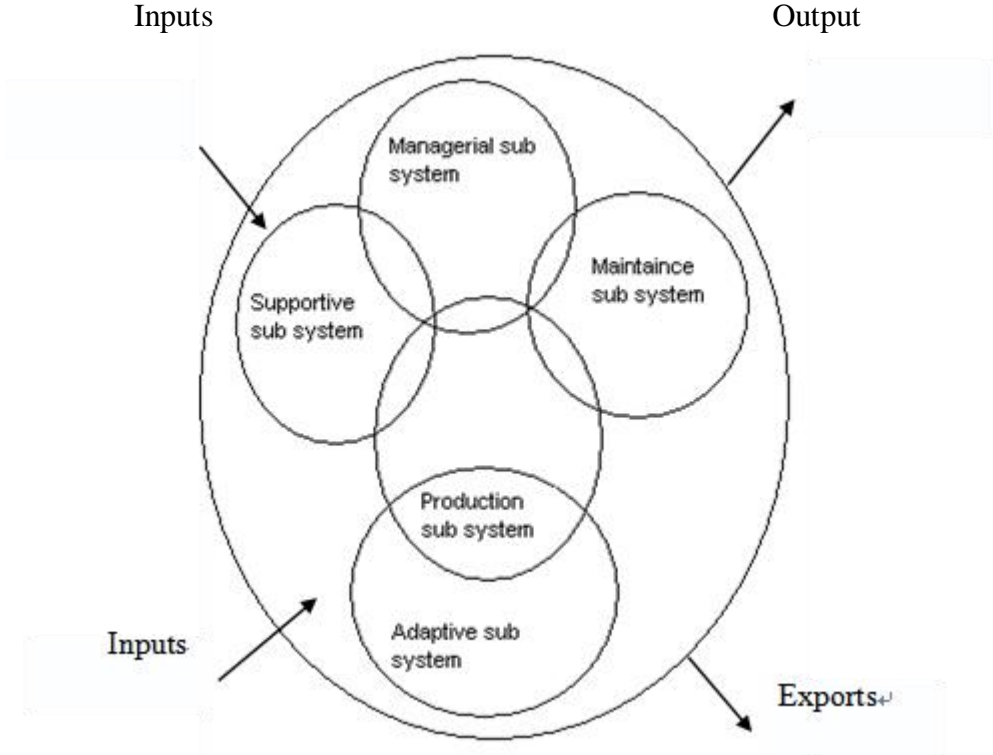 Inputs
Output
Managerial sub
system
Maintaince
sub system
Supportive
sub system
Production
sub system
Adaptive sub
system
Inputs
Exports↵